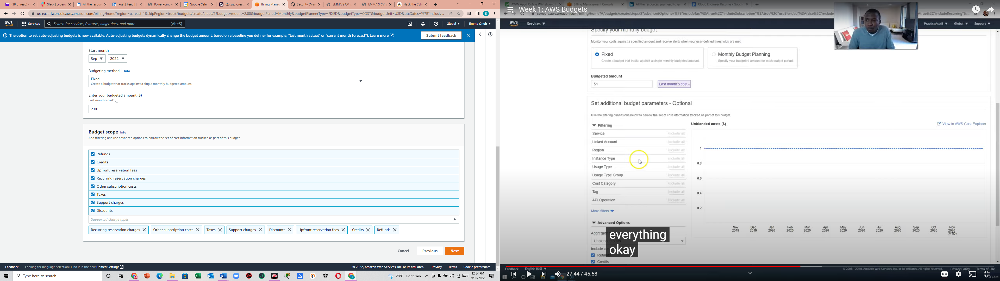 (38 unread) -
Slack | cyberg
All the resour
Post | Feed | L
PowerPoint P
Google Calen
Quizizz Creat
Billing Manag
Security Over
EMMA'S CV
EMMA'S CV
Hack the Cyb
us-east-1.console.aws.amazon.com/billing/home?region=us-east-1&skipRegion=true#/budgets/create/steps/2?budgetAmount=2.00&budgetPeriod=Monthly&budgetPlannerType=FIXED&budgetType=COST&budgetUnit=USD&utcDates=%7B"inclusiv...
aws Services Search for services, features, blogs, docs, and more [Alt+S] Global Emma Onoh
The option to set auto-adjusting budgets is now available. Auto-adjusting budgets dynamically change the budget amount, based on a baseline you define (for example, "last month actual" or "current month forecast"). Learn more Submit feedback
Start month
Sep 2022
Budgeting method Info
Fixed
Create a budget that tracks against a single monthly budgeted amount.
Enter your budgeted amount ($)
Last month's cost:
2.00
Budget scope Info
Add filtering and use advanced options to narrow the set of cost information tracked as part of this budget
Refunds
Credits
Upfront reservation fees
Recurring reservation charges
Other subscription costs
Taxes
Support charges
Discounts
Supported charge types
Recurring reservation charges Other subscription costs Taxes Support charges Discounts Upfront reservation fees Credits Refunds
Cancel Previous Next
Feedback Looking for language selection? Find it in the new Unified Settings © 2022, Amazon Web Services, Inc. or its affiliates. Privacy Terms Cookie preferences
Type here to search 28°C Light rain 12:54 PM
9/10/2022
AWW App | Online Whiteboard
Billing Management Console
All the resources you need to ge
Cloud Engineer Resume - Goog
Week 1: AWS Budgets
console.aws.amazon.com/billing/home?#/budgets/create/steps/2?advancedOptions=%7B"includeTax"%3Atrue%2C"includeSubscription"%3Atrue%2C"useBlended"%3Afalse%2C"include
Atrue%2C"includeRecurring"%...
aws Services PracticeAcctB Global Support
Specify your monthly budget
Monitor your costs against a specified amount and receive alerts when your user-defined thresholds are met.
Fixed
Create a budget that tracks against a single monthly budgeted amount.
Monthly Budget Planning
Specify your budgeted amount for each budget period.
Budgeted amount
$1 Last month's cost -
Set additional budget parameters - Optional
Use the filtering dimensions below to narrow the set of cost information tracked as part of this budget.
Filtering
Service Include all
Linked Account Include all
Region Include all
Instance Type Include all
Usage Type Include all
Usage Type Group Include all
Cost Category Include all
Tag Include all
API Operation Include all
More filters
Unblended costs ($) View in AWS Cost Explorer
1
0.8
0.6
0.4
0.2
Nov 2019 Dec 2019 Jan 2020 Feb 2020 Mar 2020 Apr 2020 May 2020 Jun 2020 Jul 2020 Aug 2020 Sep 2020 Oct 2020 Nov 2020 (MTD)
Advanced Options
Aggregate
Unblended costs
Include
Refun
Credits
everything
okay
Feedback English (US) © 2008 - 2020, Amazon Web Services, Inc. or its affiliates. All rights reserved. Privacy Policy Terms of Use
27:44 / 45:58
CC